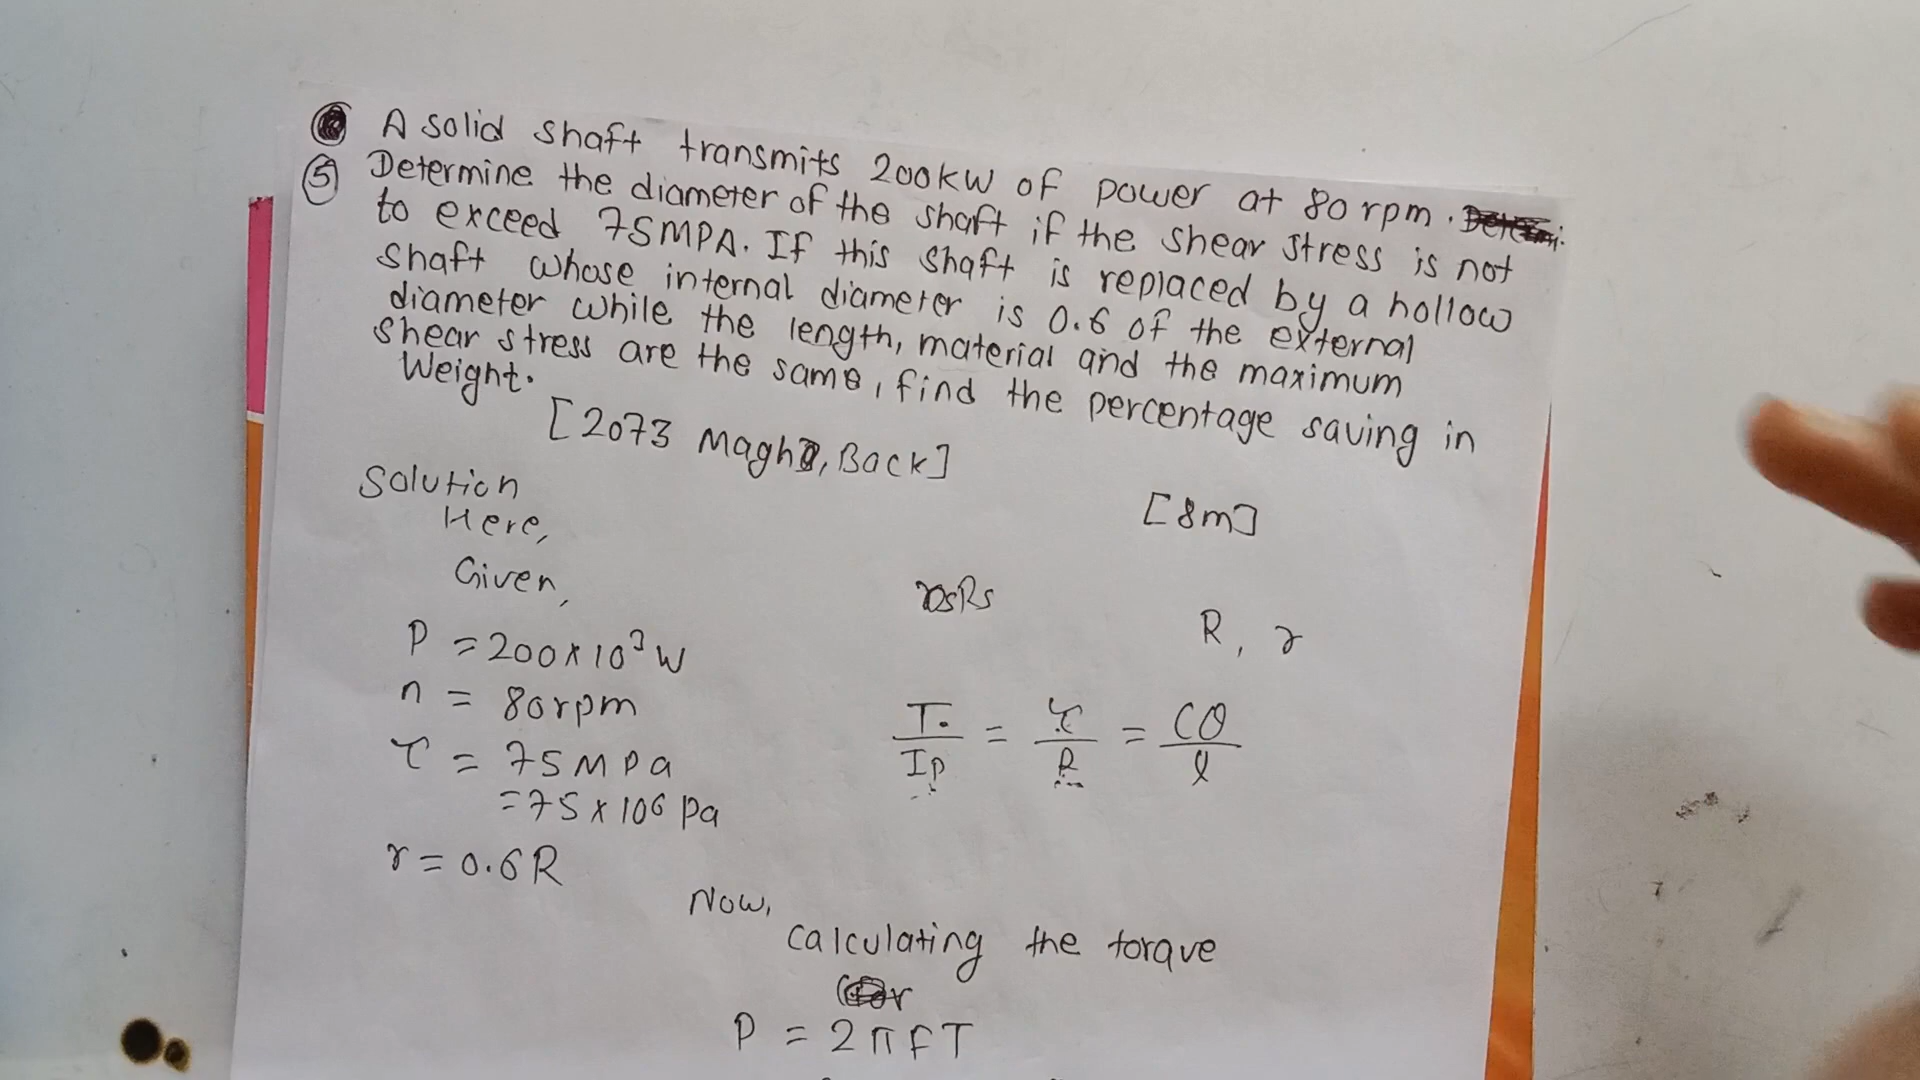 A solid shaft transmits 200kW of power at 80 rpm.
⑤ Determine the diameter of the shaft if the shear stress is not
to exceed 75MPA. If this shaft is replaced by a hollow
shaft whose internal diameter is 0.6 of the external
diameter while the length, material and the maximum
shear stress are the same, find the percentage saving in
Weight.
[2073 Magh, Back]
[8m]
Solution
Here,
Given,
P = 200×10³W
n = 80rpm
τ = 75MPa
=75×10⁶ Pa
r = 0.6R
Rs
R, r
T/Ip = τ/R = Cθ/l
Now,
calculating the torque
P = 2πfT